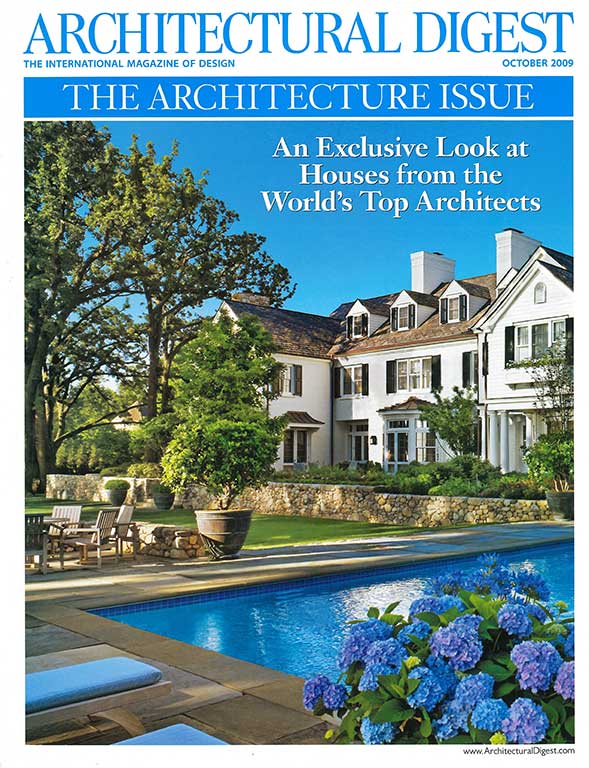 ARCHITECTURAL DIGEST
THE INTERNATIONAL MAGAZINE OF DESIGN
OCTOBER 2009
THE ARCHITECTURE ISSUE
An Exclusive Look at
Houses from the
World's Top Architects
www.ArchitecturalDigest.com